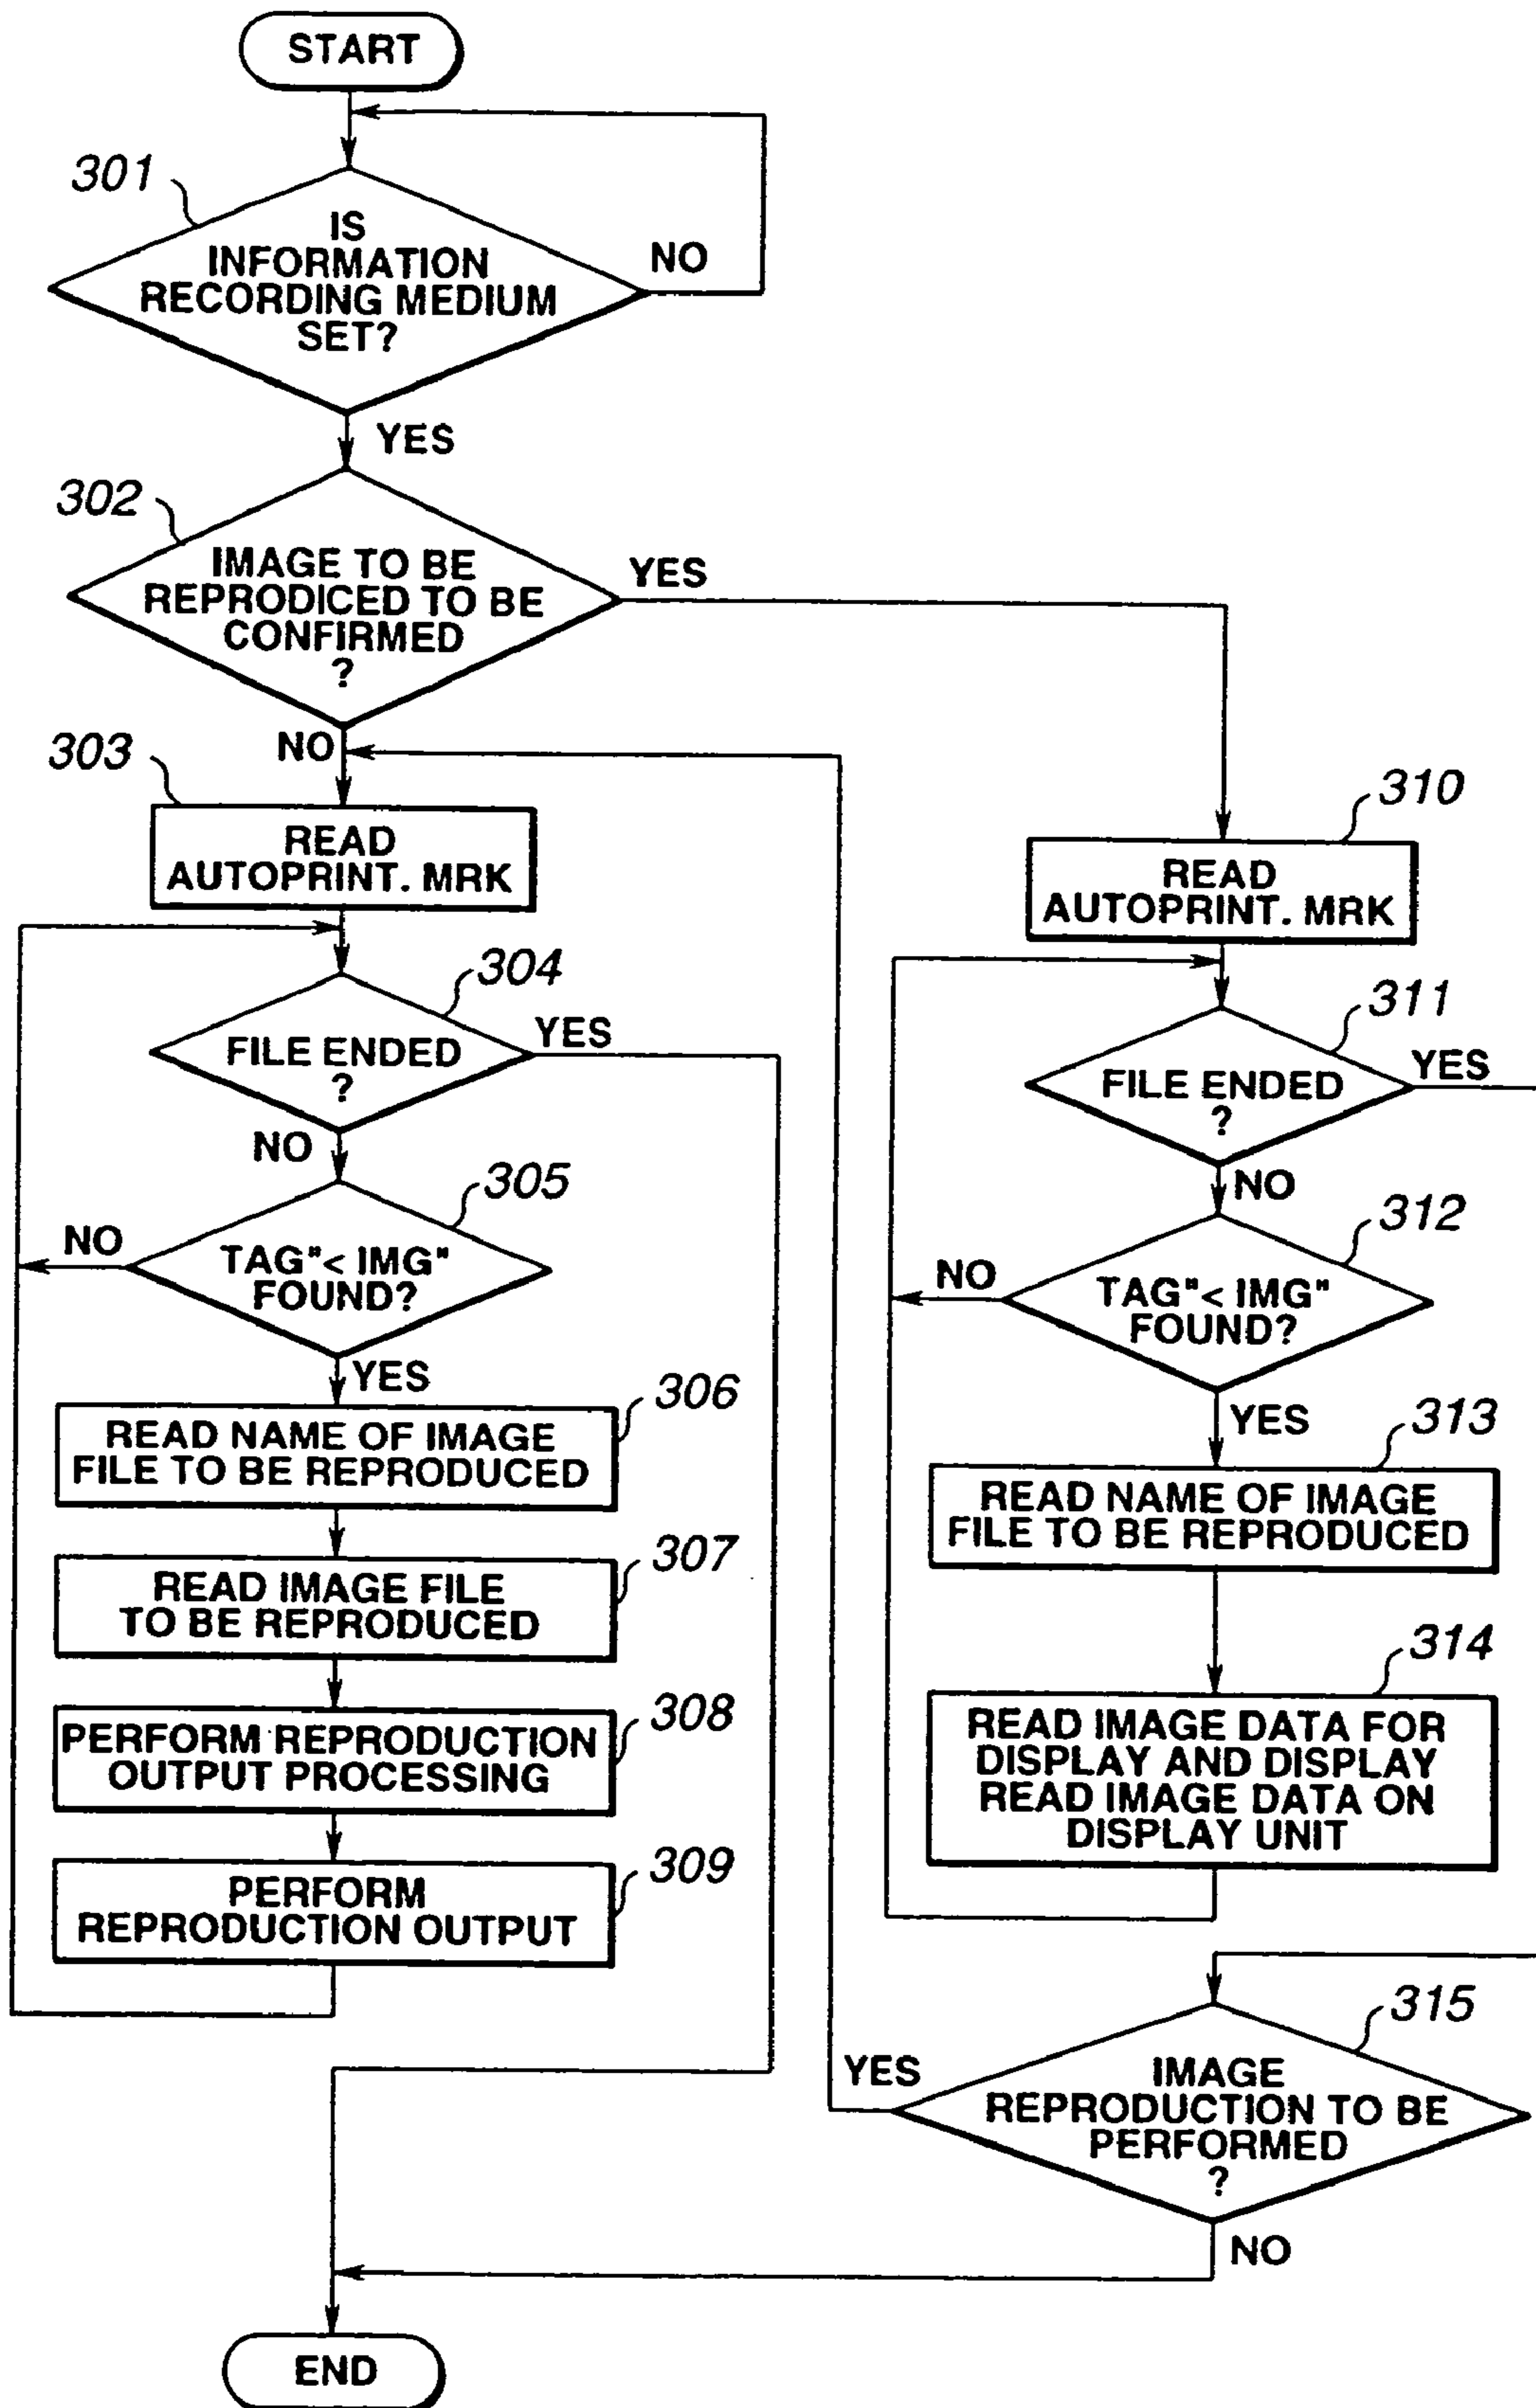 START
301
IS
INFORMATION
RECORDING MEDIUM
SET?
NO
YES
302
IMAGE TO BE
REPRODICED TO BE
CONFIRMED
?
YES
NO
303
READ
AUTOPRINT. MRK
304
FILE ENDED
?
YES
NO
305
TAG"< IMG"
FOUND?
NO
YES
306
READ NAME OF IMAGE
FILE TO BE REPRODUCED
307
READ IMAGE FILE
TO BE REPRODUCED
308
PERFORM REPRODUCTION
OUTPUT PROCESSING
309
PERFORM
REPRODUCTION OUTPUT
310
READ
AUTOPRINT. MRK
311
FILE ENDED
?
YES
NO
312
TAG"< IMG"
FOUND?
NO
YES
313
READ NAME OF IMAGE
FILE TO BE REPRODUCED
314
READ IMAGE DATA FOR
DISPLAY AND DISPLAY
READ IMAGE DATA ON
DISPLAY UNIT
315
IMAGE
REPRODUCTION TO BE
PERFORMED
?
YES
NO
END